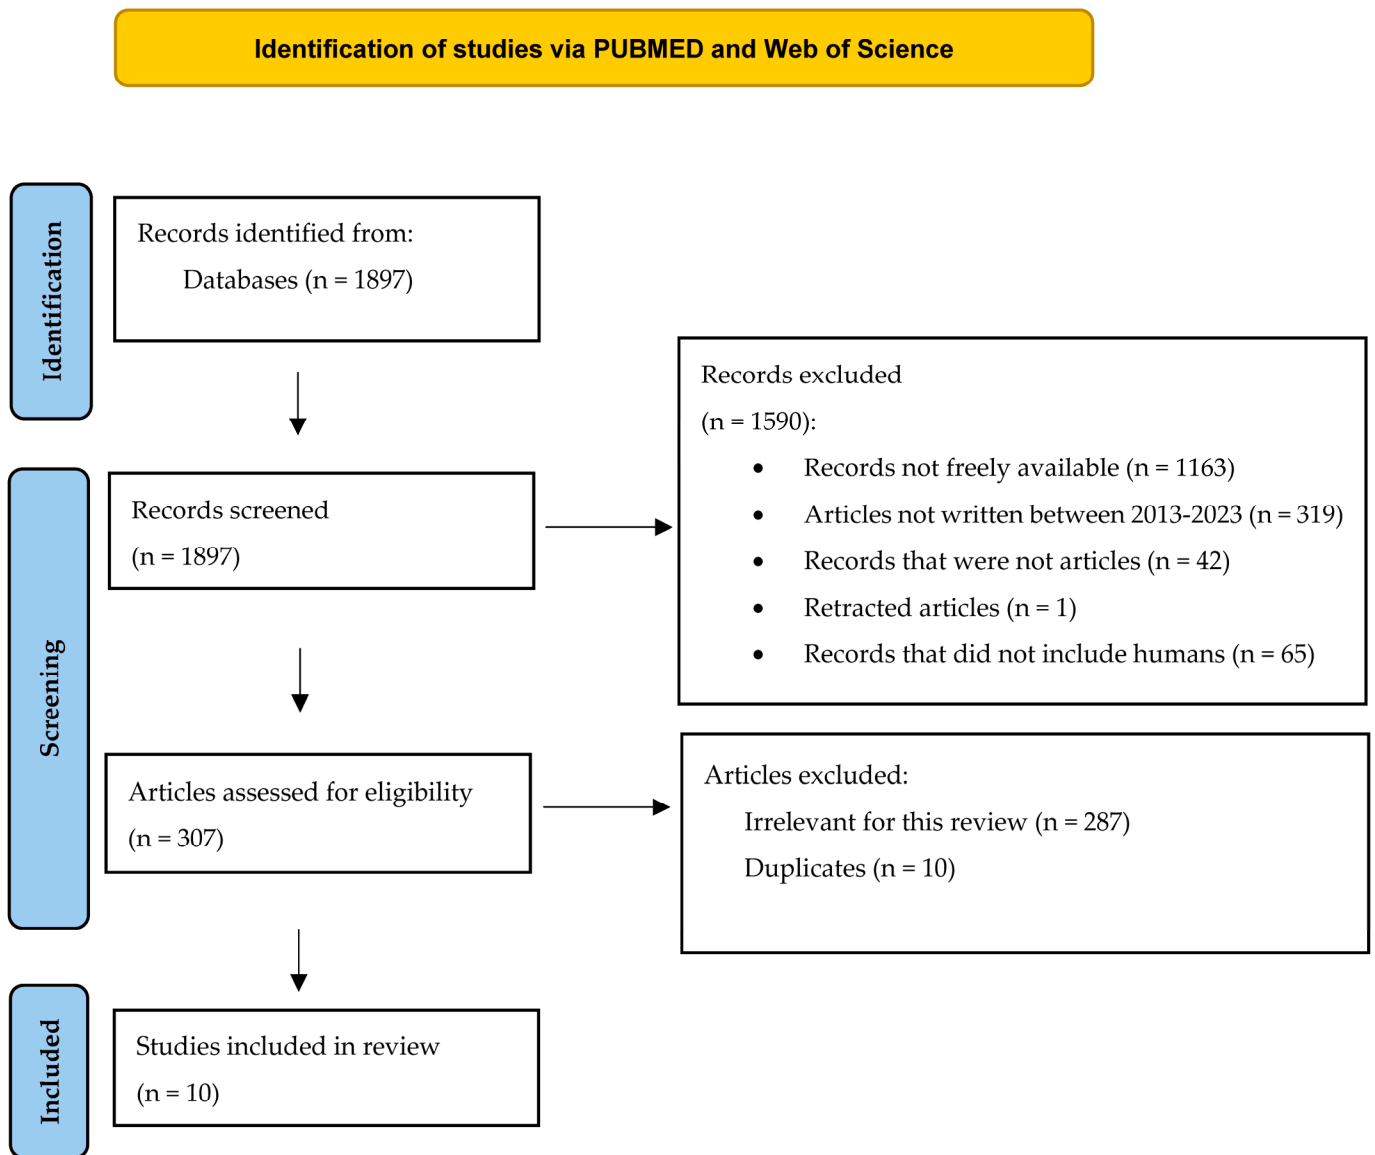 Identification of studies via PUBMED and Web of Science
Identification
Records identified from:
Databases (n = 1897)
Screening
Records screened
(n = 1897)
Records excluded
(n = 1590):
• Records not freely available (n = 1163)
• Articles not written between 2013-2023 (n = 319)
• Records that were not articles (n = 42)
• Retracted articles (n = 1)
• Records that did not include humans (n = 65)
Articles assessed for eligibility
(n = 307)
Articles excluded:
Irrelevant for this review (n = 287)
Duplicates (n = 10)
Included
Studies included in review
(n = 10)